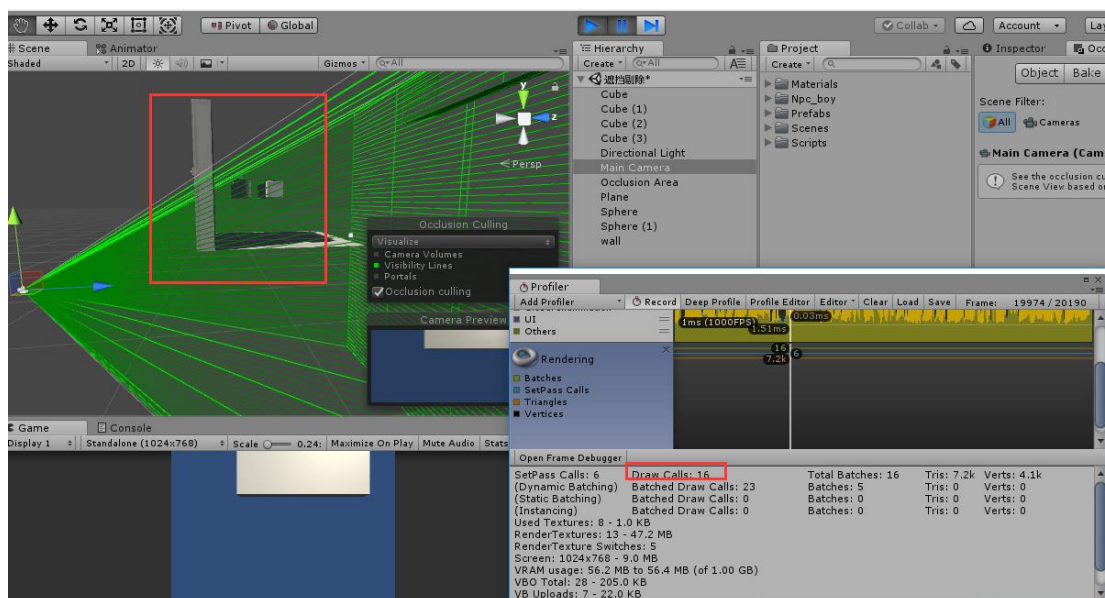 Pivot Global Collab Account Lay
# Scene Animator
Shaded 2D Gizmos Q▾All
y
z
Persp
Occlusion Culling
Visualize
Camera Volumes
Visibility Lines
Portals
Occlusion culling
Camera Preview
Hierarchy
Create Q▾All
遮挡剔除*
Cube
Cube (1)
Cube (2)
Cube (3)
Directional Light
Main Camera
Occlusion Area
Plane
Sphere
Sphere (1)
wall
Project
Create
Materials
Npc_boy
Prefabs
Scenes
Scripts
Inspector Occ
Object Bake
Scene Filter:
All Cameras
Main Camera (Cam
See the occlusion cu
Scene View based o
Game Console
Display 1 Standalone (1024x768) Scale 0.24: Maximize On Play Mute Audio Stats
Profiler
Add Profiler Record Deep Profile Profile Editor Editor Clear Load Save Frame: 19974 / 20190
UI
Others
1ms (1000FPS) 0.03ms
1.51ms
Rendering
Batches
SetPass Calls
Triangles
Vertices
16
7.2k 6
Open Frame Debugger
SetPass Calls: 6 Draw Calls: 16 Total Batches: 16 Tris: 7.2k Verts: 4.1k
(Dynamic Batching) Batched Draw Calls: 23 Batches: 5 Tris: 0 Verts: 0
(Static Batching) Batched Draw Calls: 0 Batches: 0 Tris: 0 Verts: 0
(Instancing) Batched Draw Calls: 0 Batches: 0 Tris: 0 Verts: 0
Used Textures: 8 - 1.0 KB
RenderTextures: 13 - 47.2 MB
RenderTexture Switches: 5
Screen: 1024x768 - 9.0 MB
VRAM usage: 56.2 MB to 56.4 MB (of 1.00 GB)
VBO Total: 28 - 205.0 KB
VB Uploads: 7 - 22.0 KB